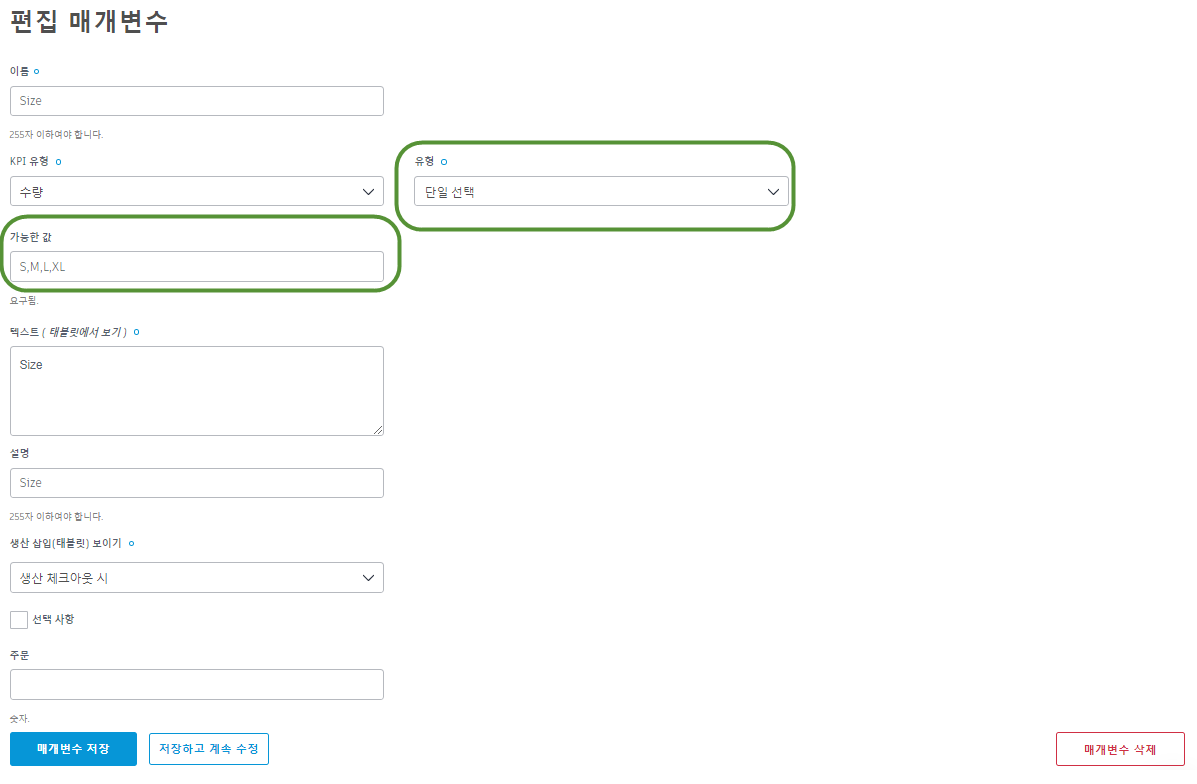 편집 매개변수
이름
Size
255자 이하여야 합니다.
KPI 유형
유형
수량
단일 선택
가능한 값
S,M,L,XL
요구됨.
텍스트 ( 태블릿에서 보기 )
Size
설명
Size
255자 이하여야 합니다.
생산 삽입(태블릿) 보이기
생산 체크아웃 시
선택 사항
주문
숫자.
매개변수 저장
저장하고 계속 수정
매개변수 삭제